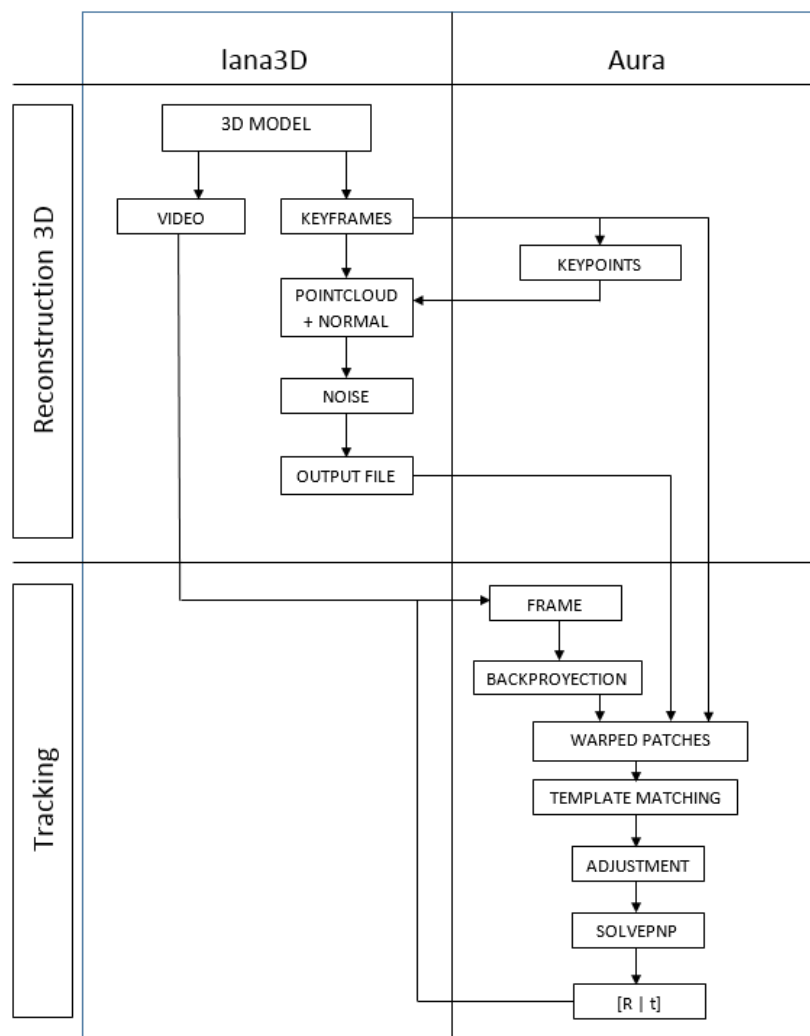 lana3D
Aura
Reconstruction 3D
3D MODEL
VIDEO
KEYFRAMES
KEYPOINTS
POINTCLOUD
+ NORMAL
NOISE
OUTPUT FILE
Tracking
FRAME
BACKPROYECTION
WARPED PATCHES
TEMPLATE MATCHING
ADJUSTMENT
SOLVEPNP
[R | t]